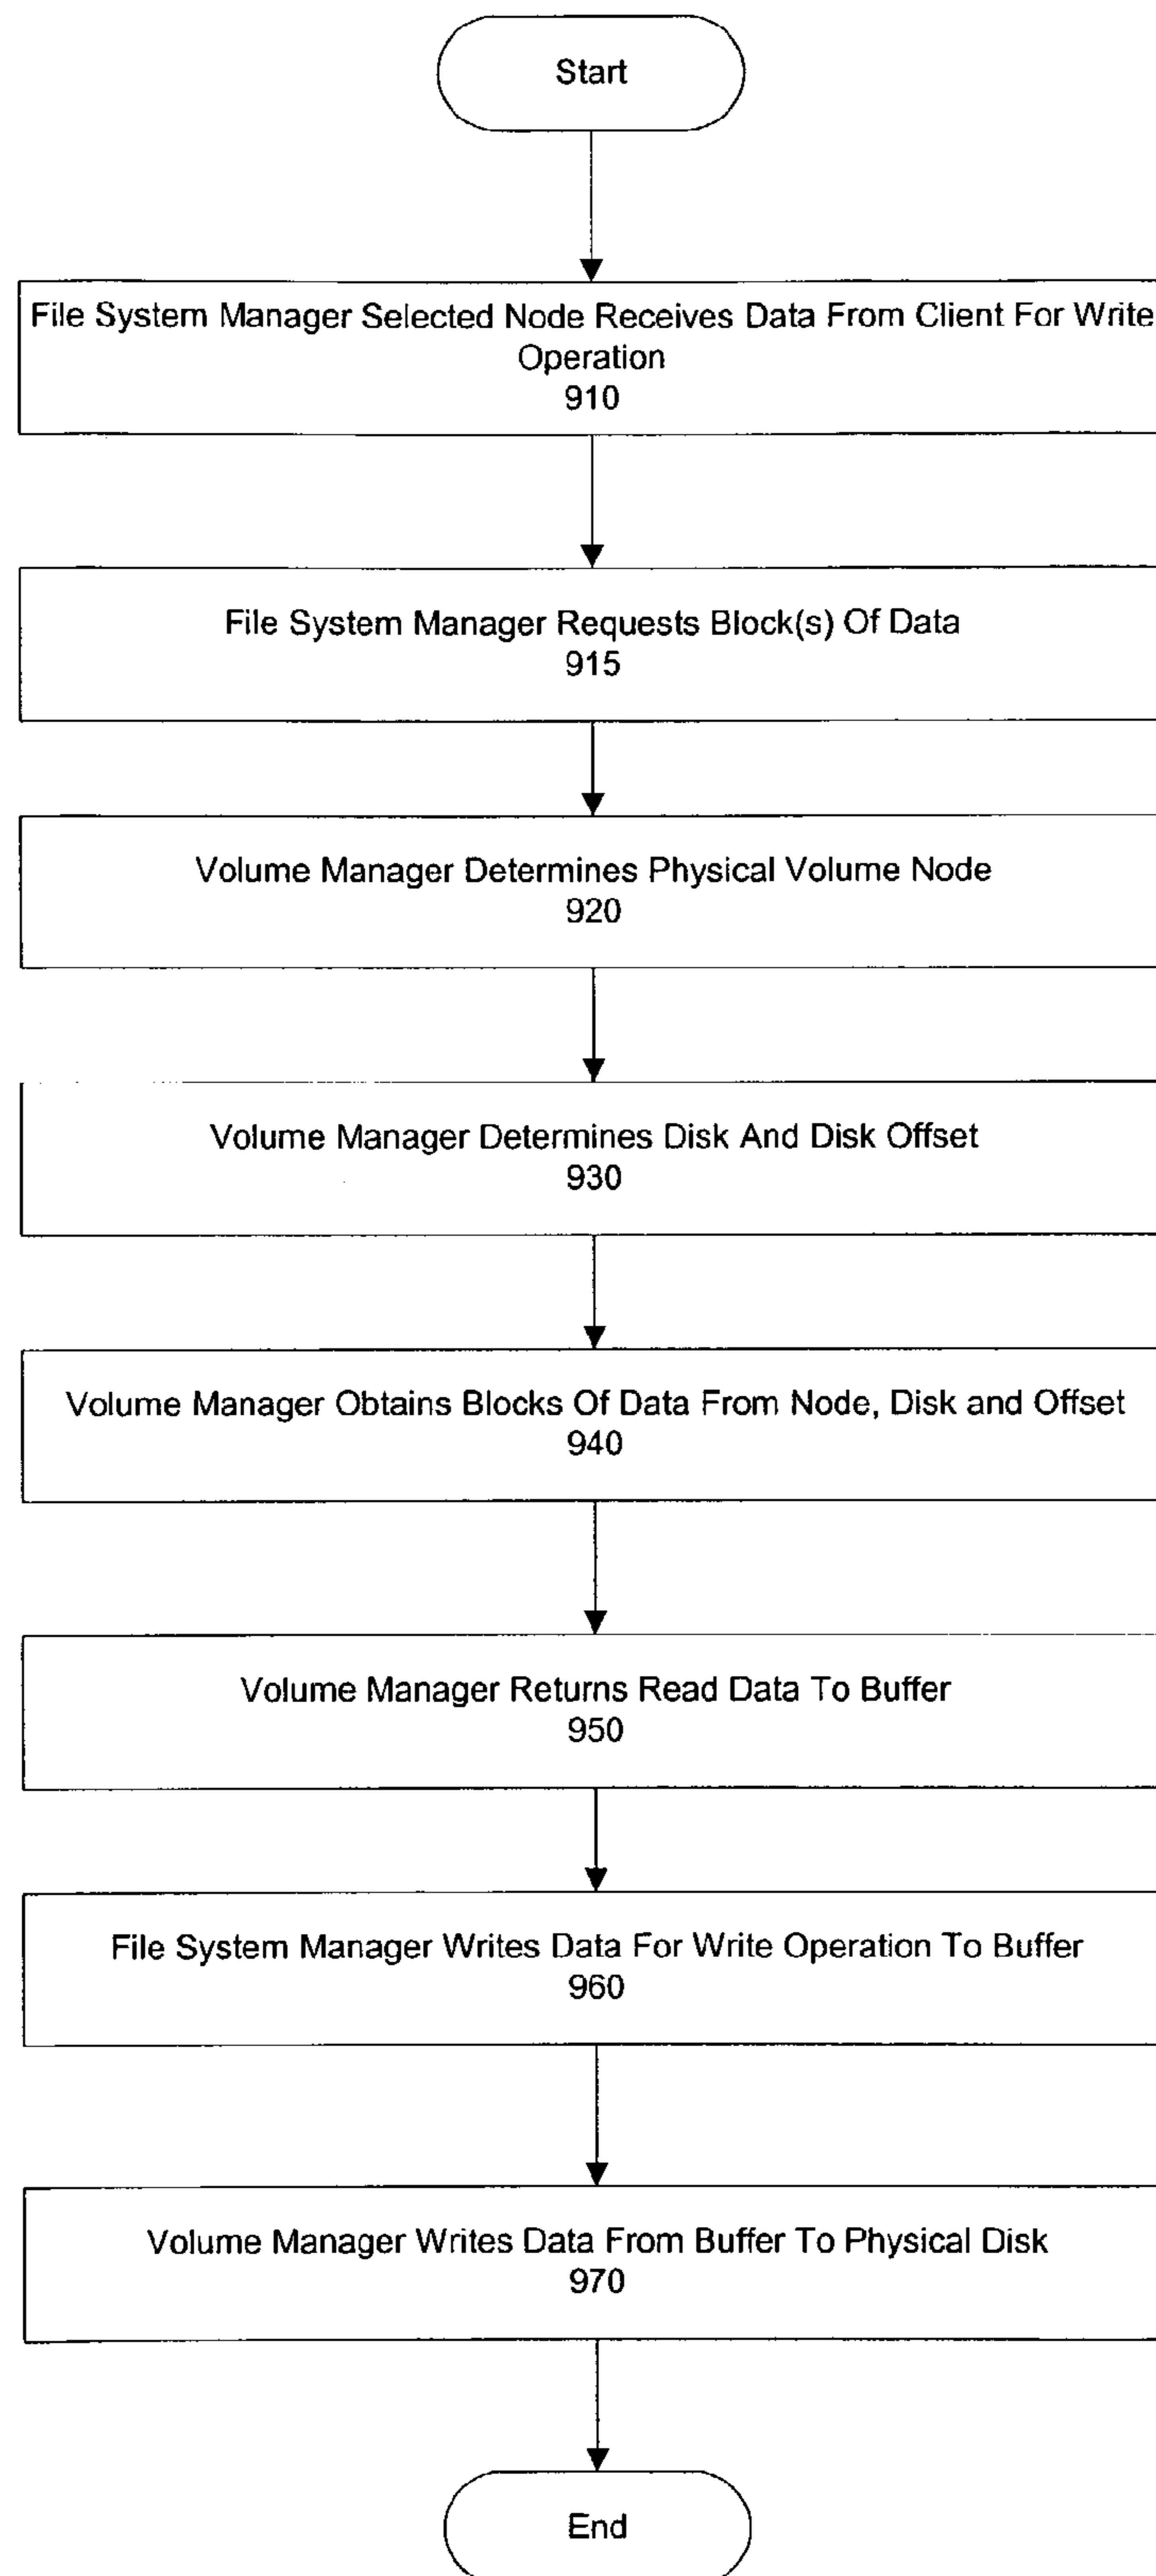 Start
File System Manager Selected Node Receives Data From Client For Write
Operation
910
File System Manager Requests Block(s) Of Data
915
Volume Manager Determines Physical Volume Node
920
Volume Manager Determines Disk And Disk Offset
930
Volume Manager Obtains Blocks Of Data From Node, Disk and Offset
940
Volume Manager Returns Read Data To Buffer
950
File System Manager Writes Data For Write Operation To Buffer
960
Volume Manager Writes Data From Buffer To Physical Disk
970
End